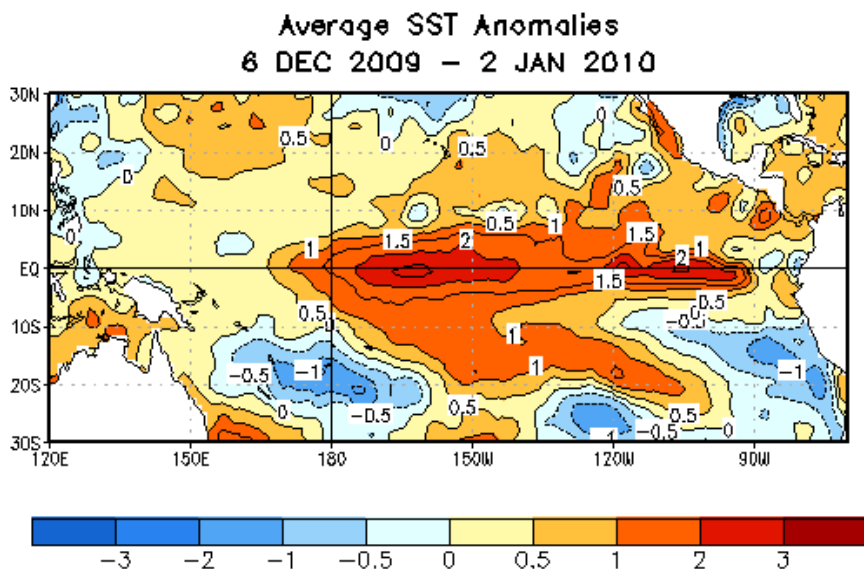 Average SST Anomalies
6 DEC 2009 – 2 JAN 2010
30N
20N
10N
EQ
10S
20S
30S
120E 150E 180 150W 120W 90W
0.5 0 0.5 0 0
0 0.5
0.5 1
0 1 1.5 2 1.5 1
2
1.5
0.5 0.5
-0.5
1
-0.5 -1 1 -1
-0.5
0 0.5 0.5 0
-0.5
1
-3 -2 -1 -0.5 0 0.5 1 2 3